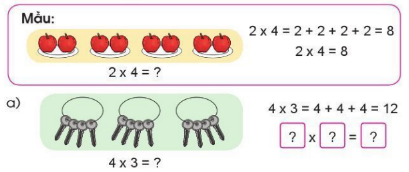 Mẫu:
2 x 4 = 2 + 2 + 2 + 2 = 8
2 x 4 = 8
2 x 4 = ?
a)
4 x 3 = 4 + 4 + 4 = 12
? x ? = ?
4 x 3 = ?